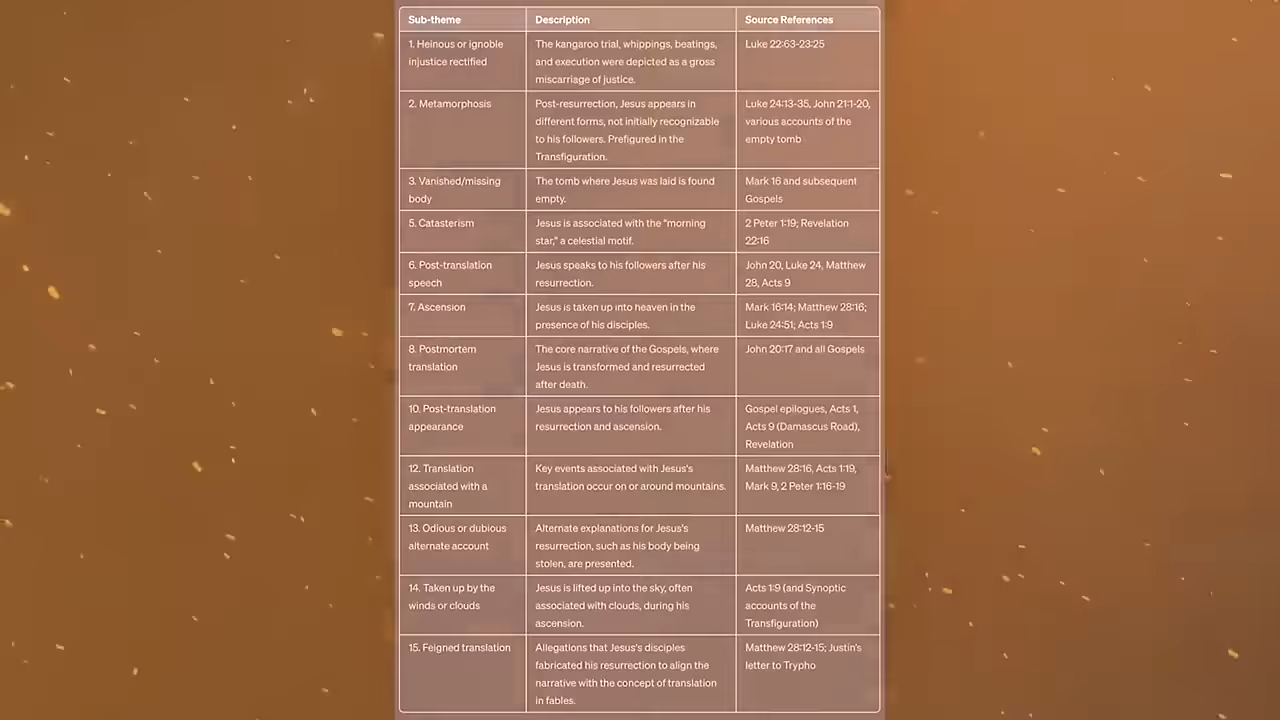 Sub-theme Description Source References
1. Heinous or ignoble The kangaroo trial, whippings, beatings, Luke 22:63-23:25
injustice rectified and execution were depicted as a gross
miscarriage of justice.
2. Metamorphosis Post-resurrection, Jesus appears in Luke 24:13-35, John 21:1-20,
different forms, not initially recognizable various accounts of the
to his followers. Prefigured in the empty tomb
Transfiguration.
3. Vanished/missing The tomb where Jesus was laid is found Mark 16 and subsequent
body empty. Gospels
5. Catasterism Jesus is associated with the "morning 2 Peter 1:19; Revelation
star," a celestial motif. 22:16
6. Post-translation Jesus speaks to his followers after his John 20, Luke 24, Matthew
speech resurrection. 28, Acts 9
7. Ascension Jesus is taken up into heaven in the Mark 16:14; Matthew 28:16;
presence of his disciples. Luke 24:51; Acts 1:9
8. Postmortem The core narrative of the Gospels, where John 20:17 and all Gospels
translation Jesus is transformed and resurrected
after death.
10. Post-translation Jesus appears to his followers after his Gospel epilogues, Acts 1,
appearance resurrection and ascension. Acts 9 (Damascus Road),
Revelation
12. Translation Key events associated with Jesus's Matthew 28:16, Acts 1:19,
associated with a translation occur on or around mountains. Mark 9, 2 Peter 1:16-19
mountain
13. Odious or dubious Alternate explanations for Jesus's Matthew 28:12-15
alternate account resurrection, such as his body being
stolen, are presented.
14. Taken up by the Jesus is lifted up into the sky, often Acts 1:9 (and Synoptic
winds or clouds associated with clouds, during his accounts of the
ascension. Transfiguration)
15. Feigned translation Allegations that Jesus's disciples Matthew 28:12-15; Justin's
fabricated his resurrection to align the letter to Trypho
narrative with the concept of translation
in fables.